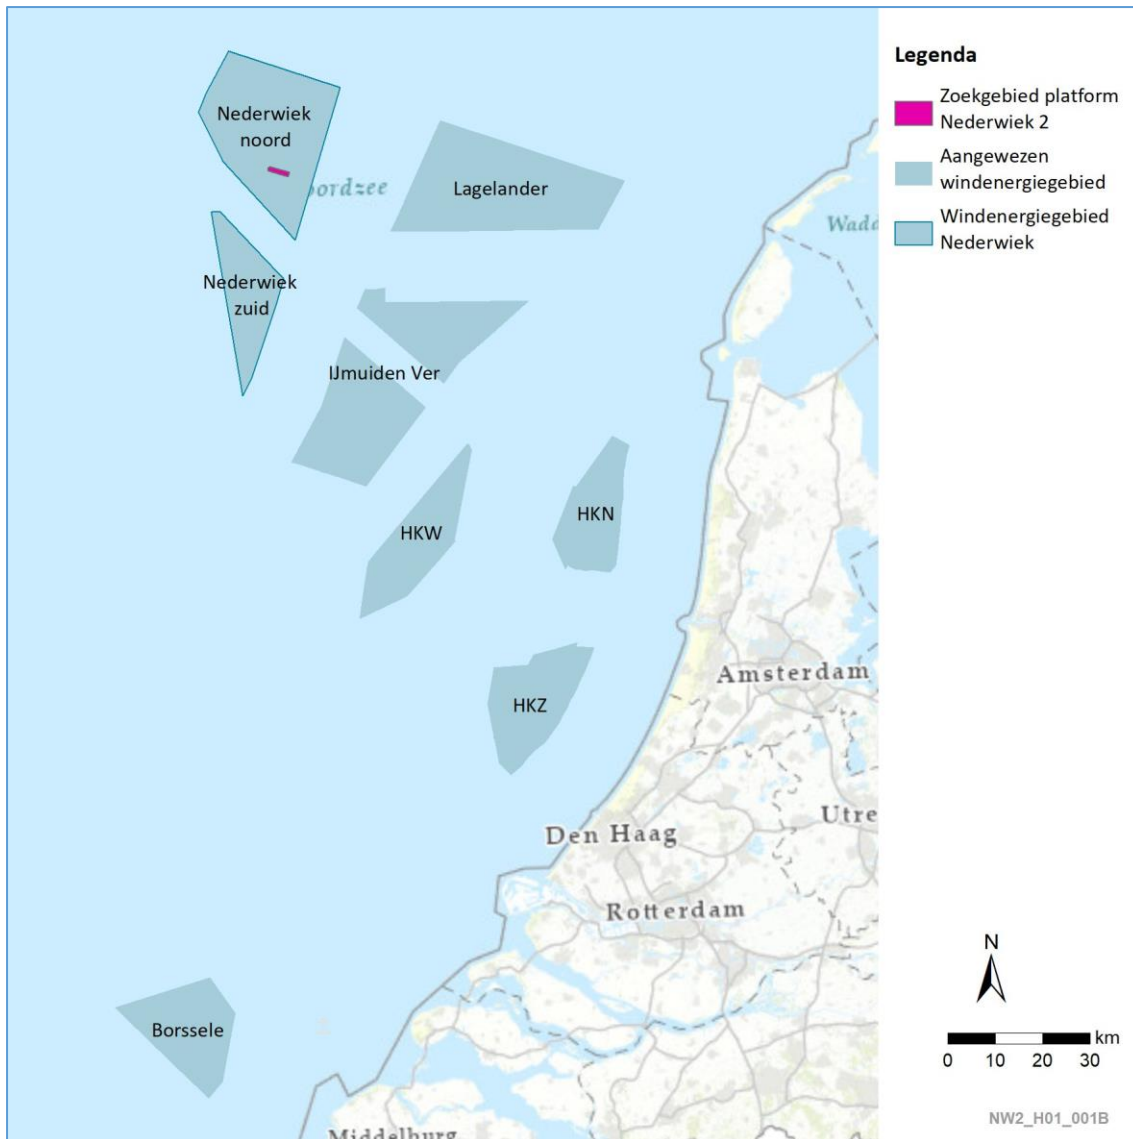 Nederwiek
noord
oordzee
Lagelander
Nederwiek
zuid
IJmuiden Ver
HKW
HKN
HKZ
Borssele
Wadd
Amsterdam
Utre
Den Haag
Rotterdam
Middelburg
Legenda
Zoekgebied platform
Nederwiek 2
Aangewezen
windenergiegebied
Windenergiegebied
Nederwiek
N
km
0 10 20 30
NW2_H01_001B